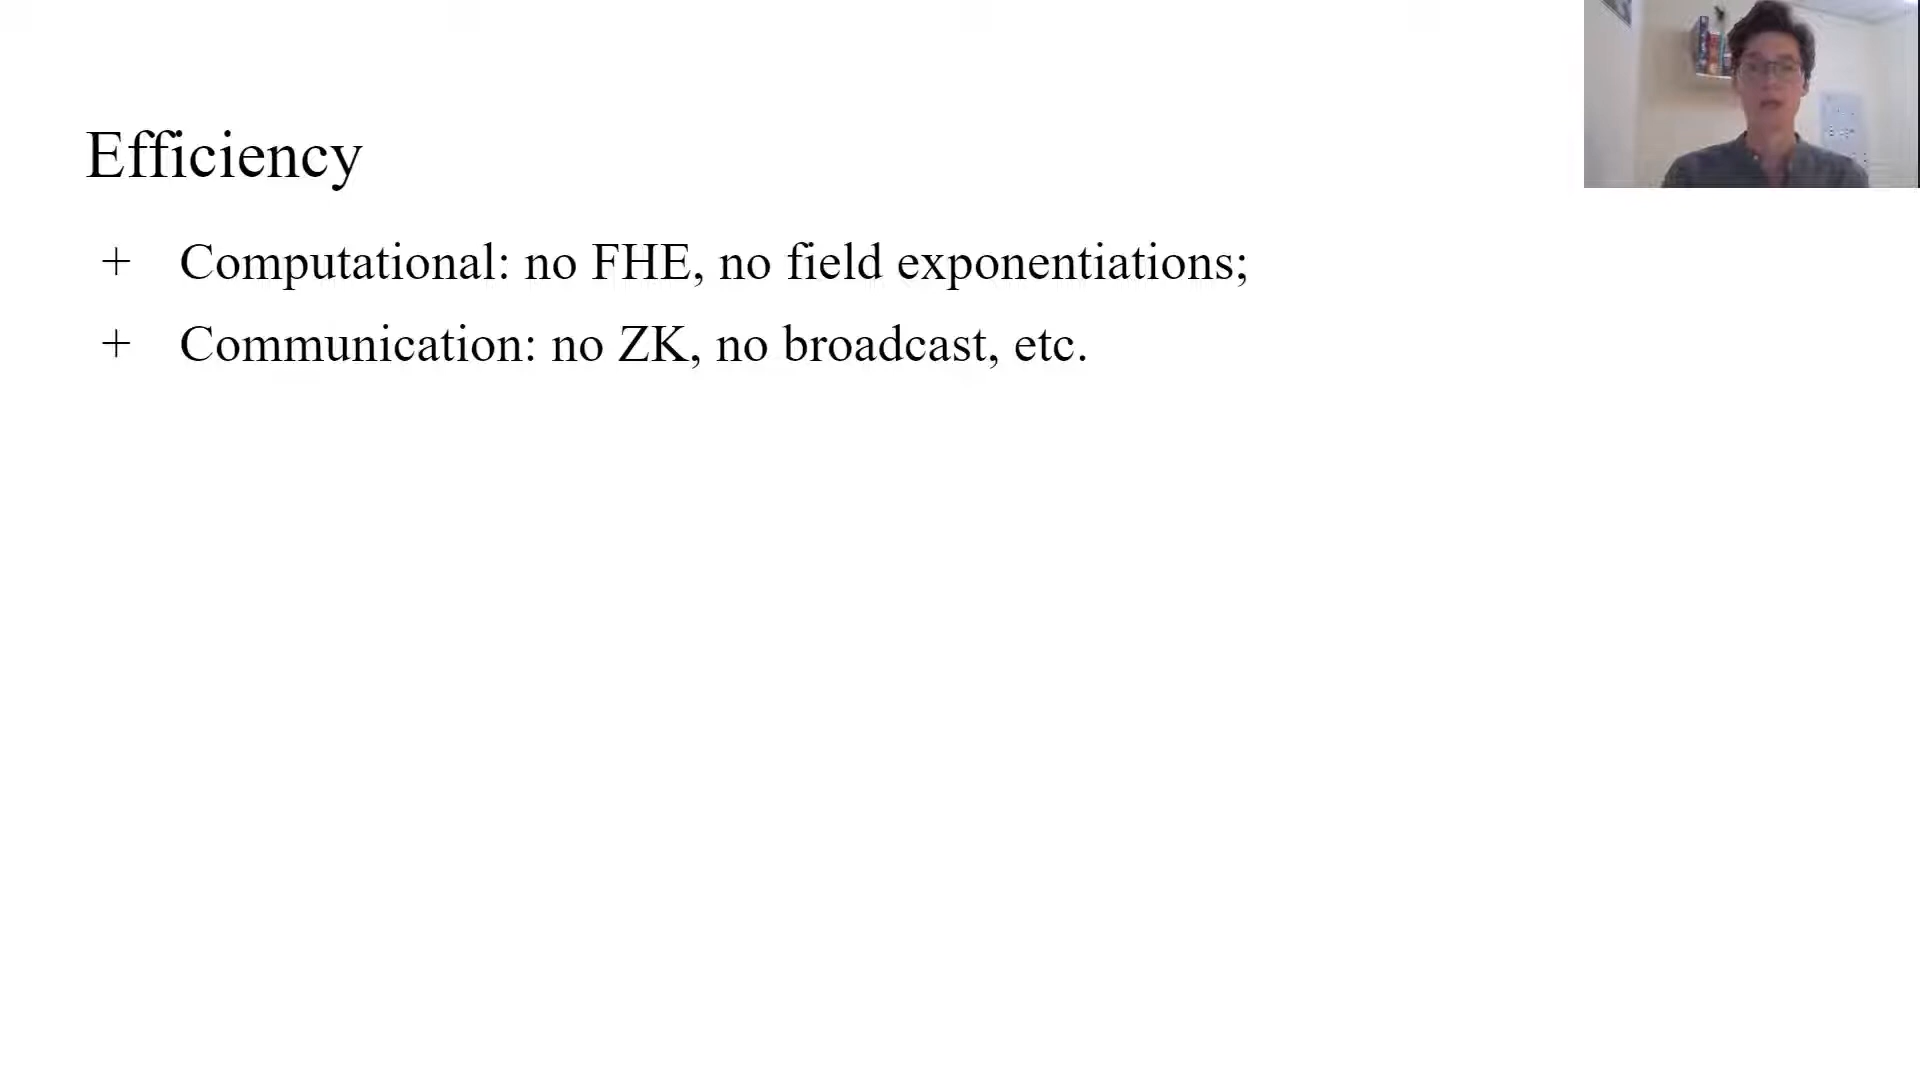 Efficiency
+ Computational: no FHE, no field exponentiations;
+ Communication: no ZK, no broadcast, etc.